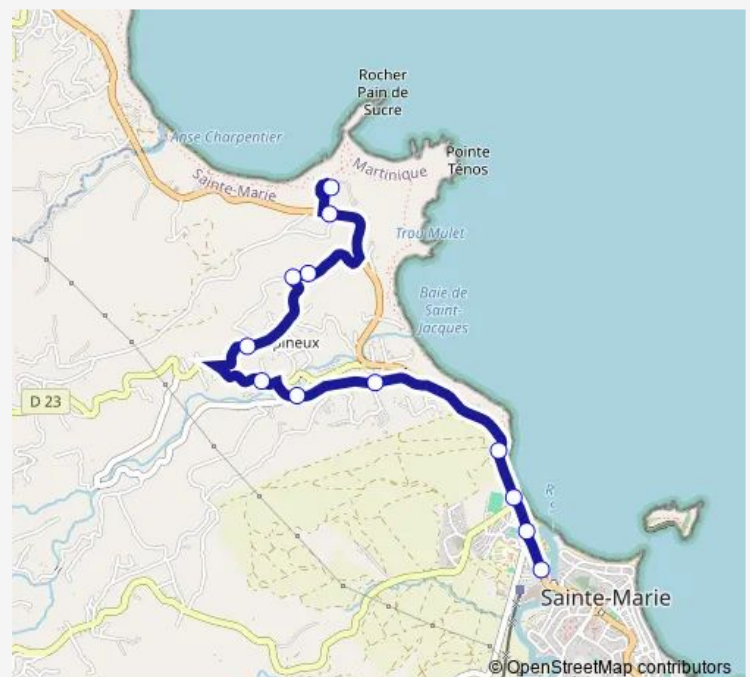 Rocher
Pain de
Sucre
Anse Charpentier
Pointe
Ténos
Martinique
Sainte-Marie
Trou Mulet
Baie de
Saint-
Jacques
pineux
D 23
Sainte-Marie
© OpenStreetMap contributors